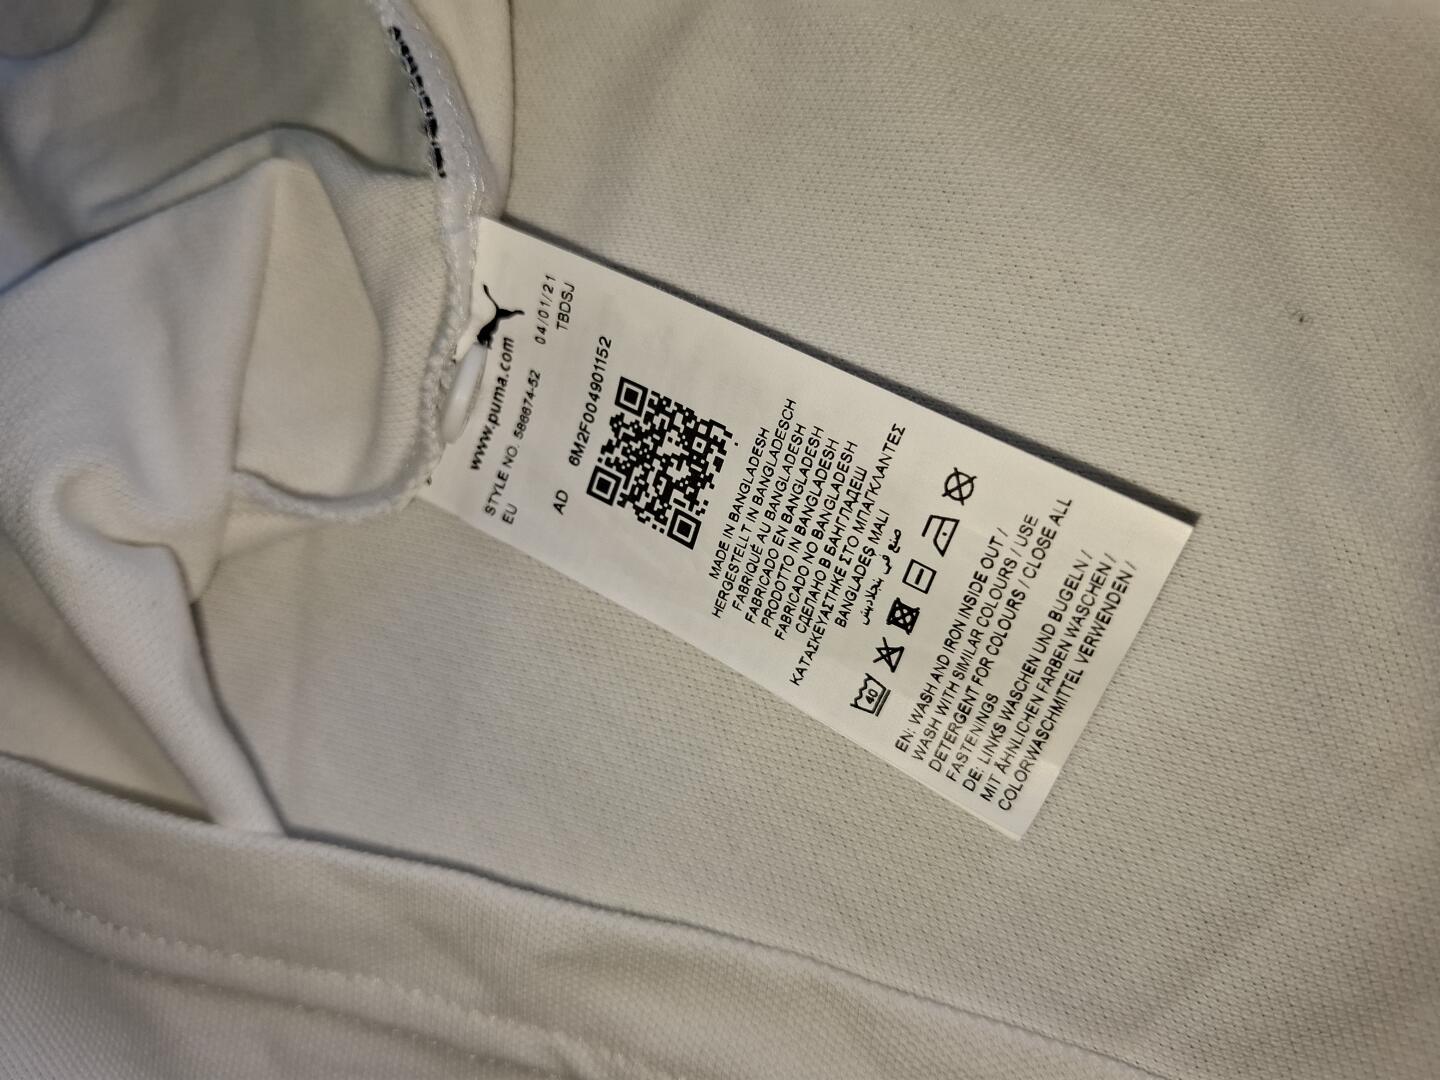 www.puma.com
STYLE NO. 586674-52 04/01/21
EU TBDSJ
AD 6M2F004901152
MADE IN BANGLADESH
HERGESTELLT IN BANGLADESCH
FABRIQUÉ AU BANGLADESH
FABRICADO EN BANGLADESH
PRODOTTO IN BANGLADESH
FABRICADO NO BANGLADESH
СДЕЛАНО В БАНГЛАДЕШ
ΚΑΤΑΣΚΕΥΑΣΤΗΚΕ ΣΤΟ ΜΠΑΓΚΛΑΝΤΕΣ
BANGLADEŞ MALI
صنع في بنجلاديش
40
EN: WASH AND IRON INSIDE OUT /
WASH WITH SIMILAR COLOURS / USE
DETERGENT FOR COLOURS / CLOSE ALL
FASTENINGS
DE: LINKS WASCHEN UND BÜGELN /
MIT ÄHNLICHEN FARBEN WASCHEN /
COLORWASCHMITTEL VERWENDEN /